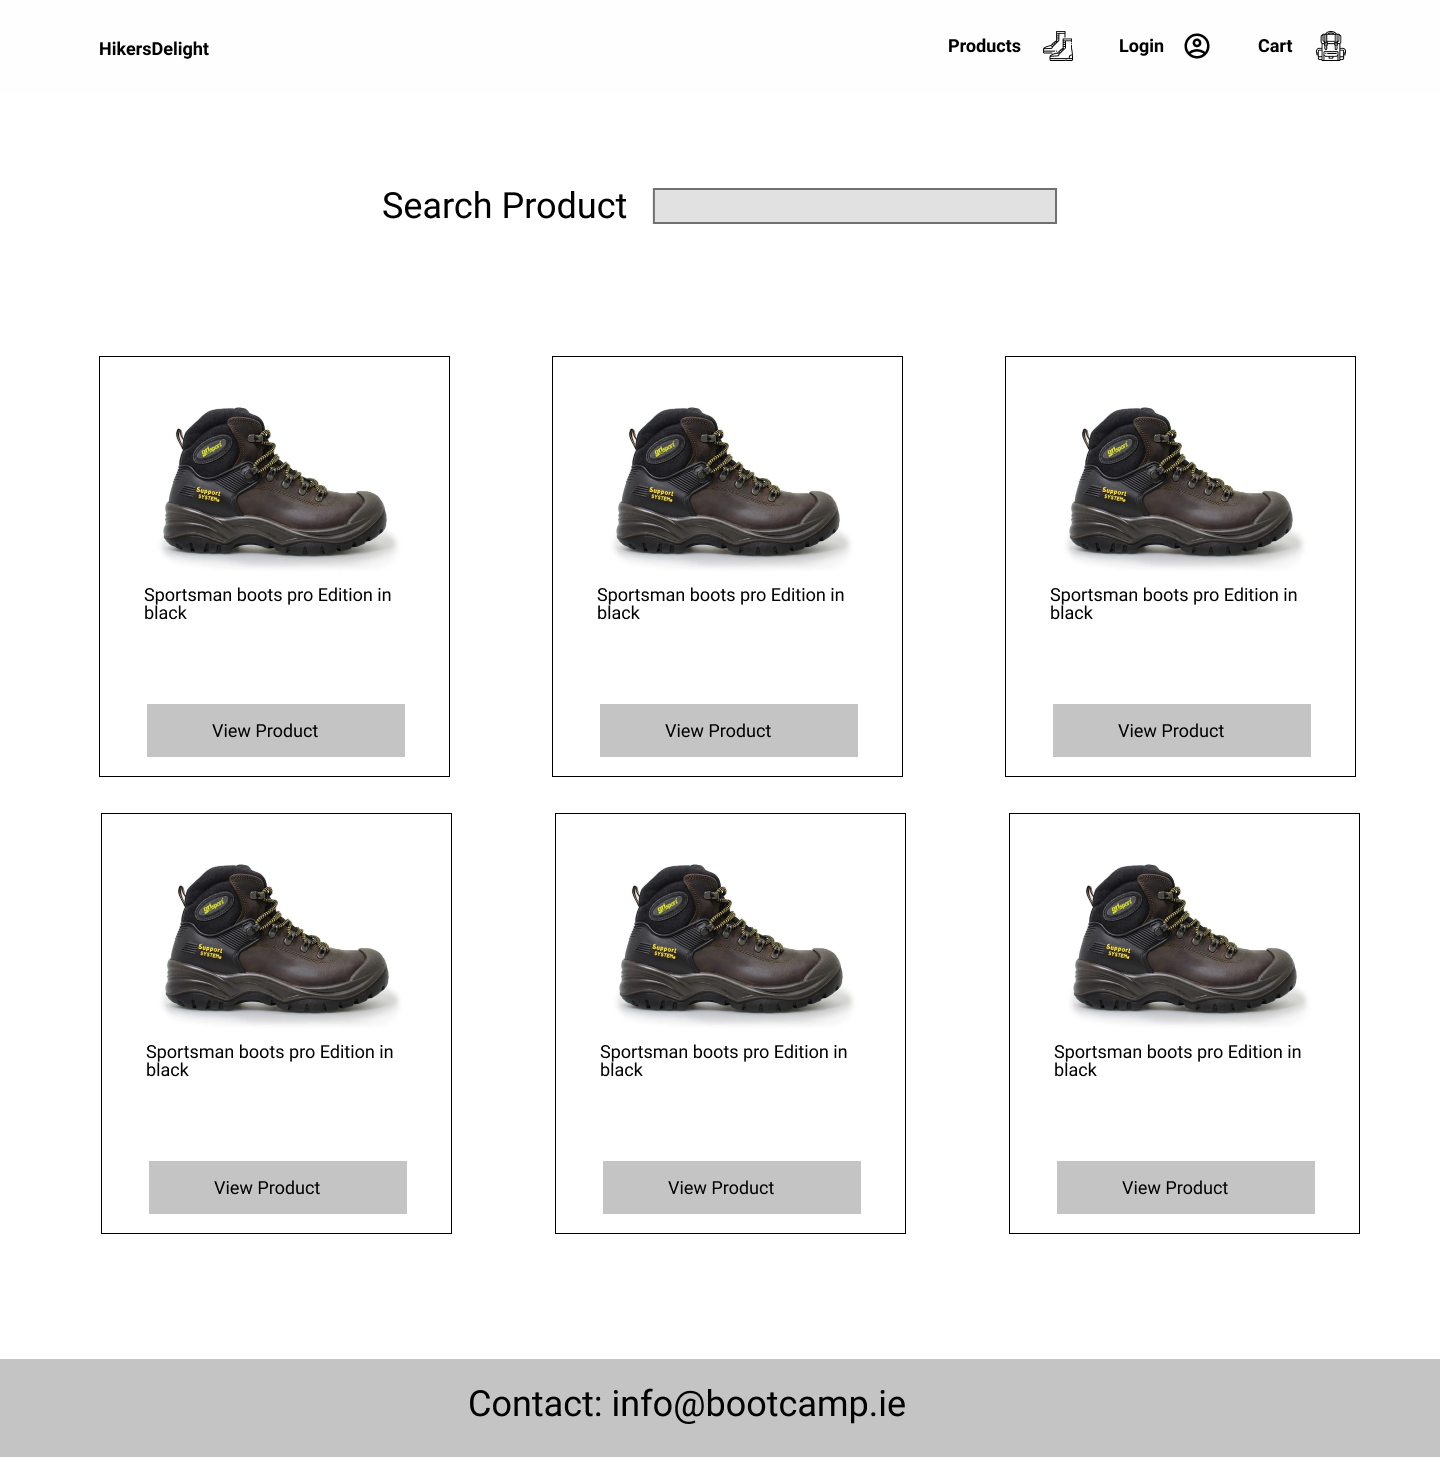 HikersDelight
Products
Login
Cart
Search Product
Support
SYSTEM
Support
SYSTEM
Support
SYSTEM
Sportsman boots pro Edition in
black
Sportsman boots pro Edition in
black
Sportsman boots pro Edition in
black
View Product
View Product
View Product
Support
SYSTEM
Support
SYSTEM
Support
SYSTEM
Sportsman boots pro Edition in
black
Sportsman boots pro Edition in
black
Sportsman boots pro Edition in
black
View Product
View Product
View Product
Contact: info@bootcamp.ie